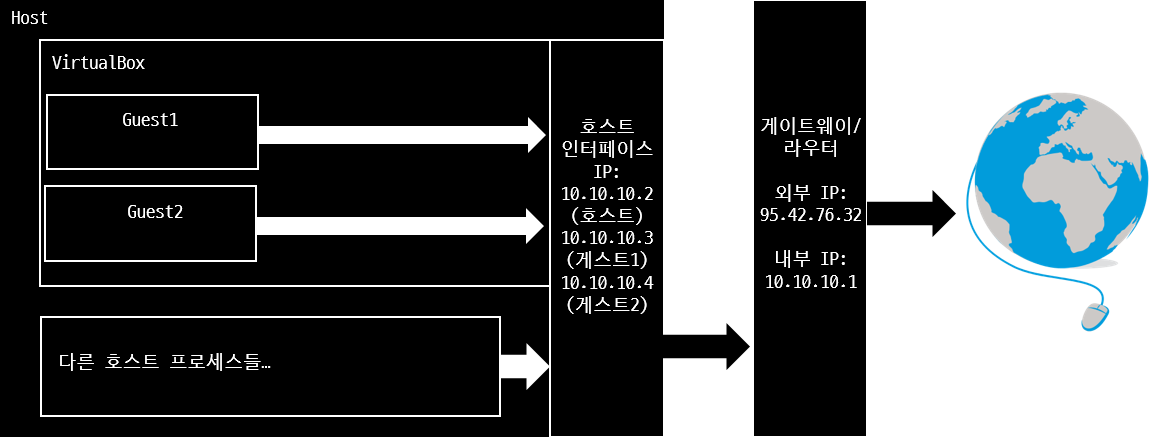 Host
VirtualBox
Guest1
Guest2
다른 호스트 프로세스들…
호스트
인터페이스
IP:
10.10.10.2
(호스트)
10.10.10.3
(게스트1)
10.10.10.4
(게스트2)
게이트웨이/
라우터
외부 IP:
95.42.76.32
내부 IP:
10.10.10.1